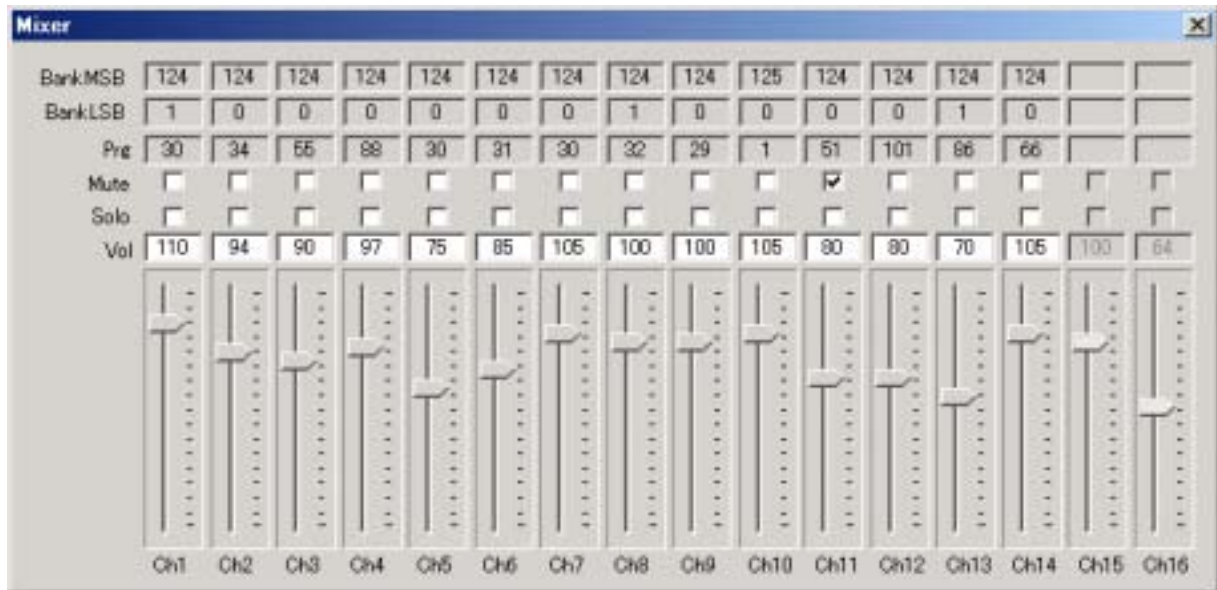 Mixer
BankMSB 124 124 124 124 124 124 124 124 124 125 124 124 124 124
BankLSB 1 0 0 0 0 0 0 1 0 0 0 0 1 0
Prg 30 34 55 88 30 31 30 32 29 1 51 101 86 66
Mute
Solo
Vol 110 94 90 97 75 85 105 100 100 105 80 80 70 105 100 64
Ch1 Ch2 Ch3 Ch4 Ch5 Ch6 Ch7 Ch8 Ch9 Ch10 Ch11 Ch12 Ch13 Ch14 Ch15 Ch16